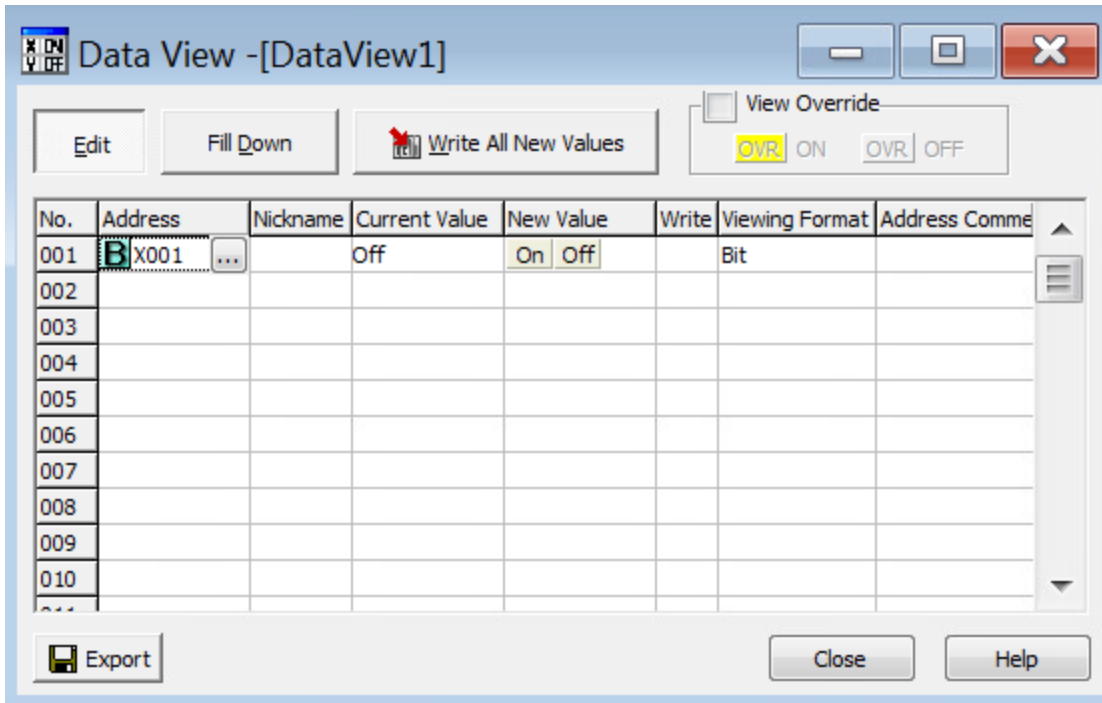 X ON
Y OFF
Data View -[DataView1]
Edit
Fill Down
Write All New Values
View Override
OVR ON OVR OFF
No. Address Nickname Current Value New Value Write Viewing Format Address Comme
001 B X001 ... Off On Off Bit
002
003
004
005
006
007
008
009
010
Export
Close
Help